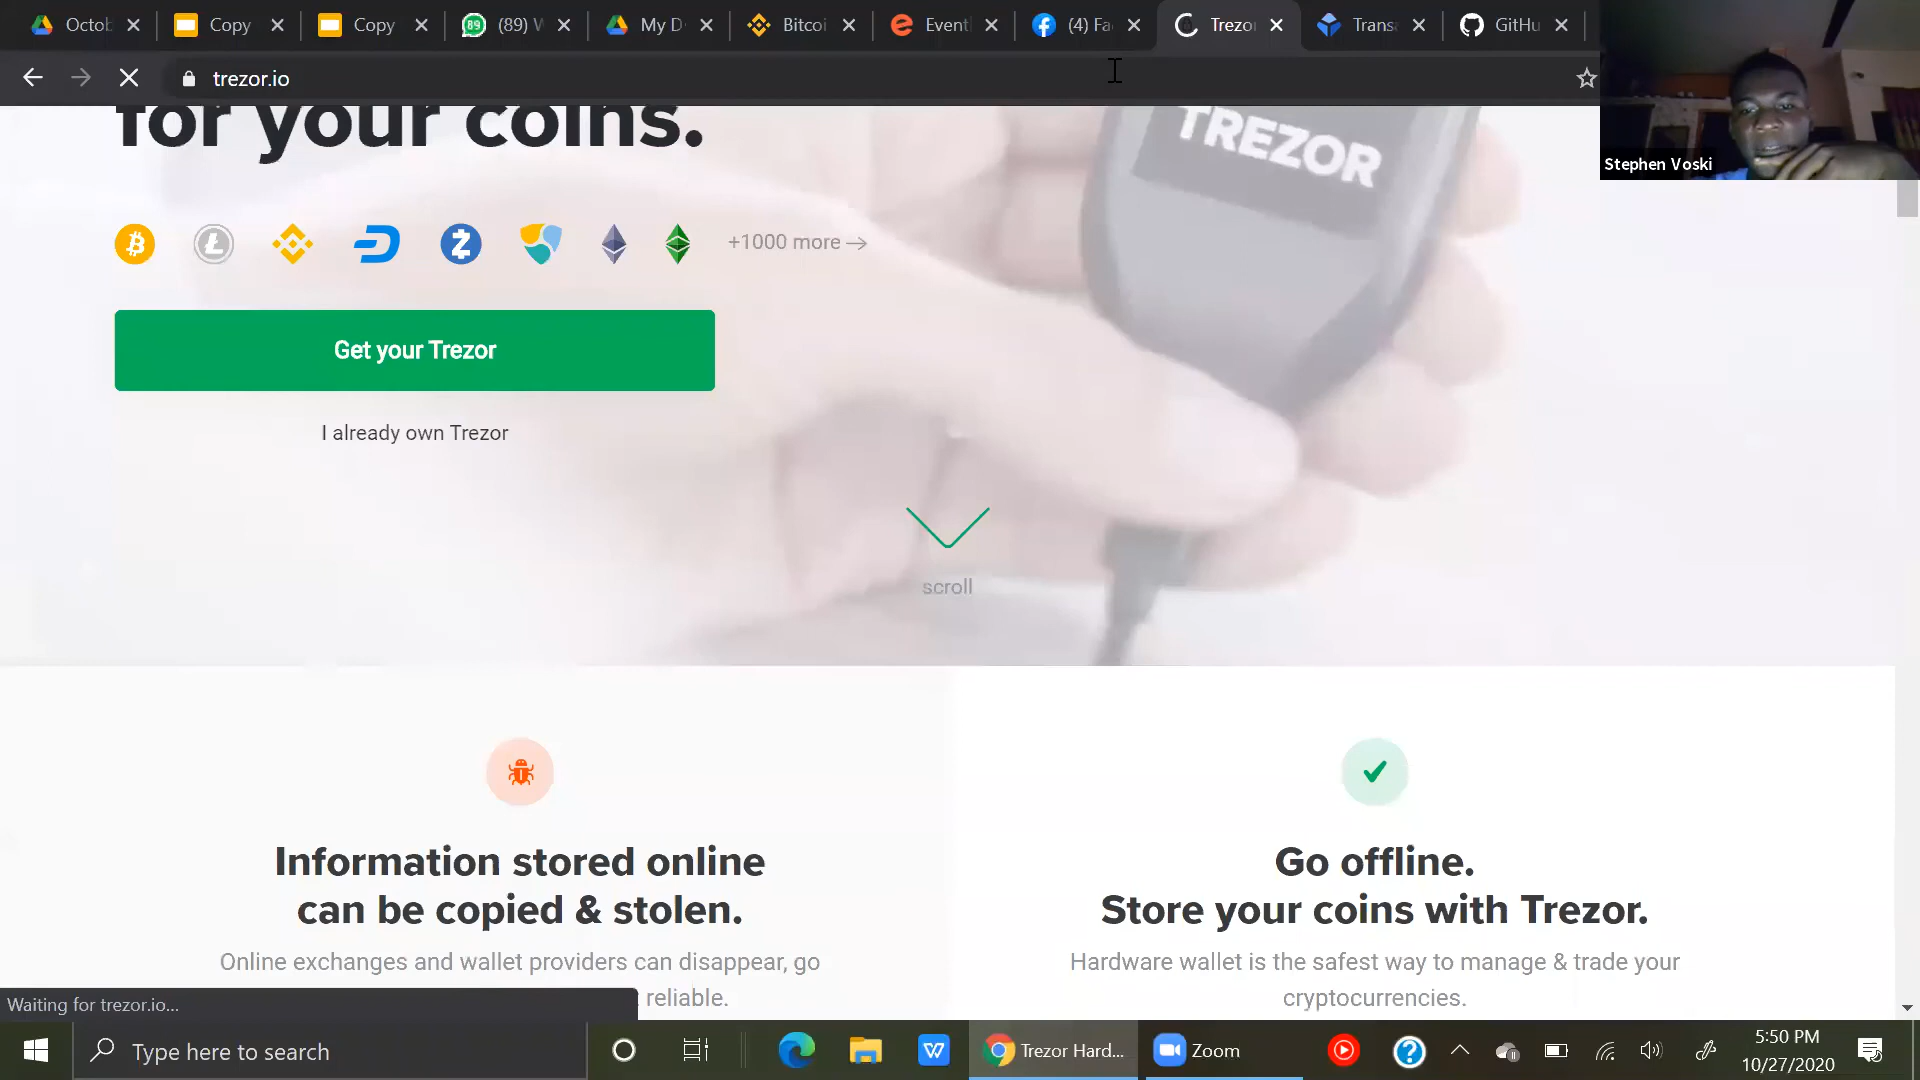 Octob
Copy
Copy
(89) W
My D
Bitcoi
Event
(4) Fa
Trezo
Trans
GitHu
trezor.io
Stephen Voski
for your coins.
TREZOR
+1000 more
Get your Trezor
I already own Trezor
scroll
Information stored online
can be copied & stolen.
Online exchanges and wallet providers can disappear, go
reliable.
Go offline.
Store your coins with Trezor.
Hardware wallet is the safest way to manage & trade your
cryptocurrencies.
Waiting for trezor.io...
Type here to search
Trezor Hard...
Zoom
5:50 PM
10/27/2020